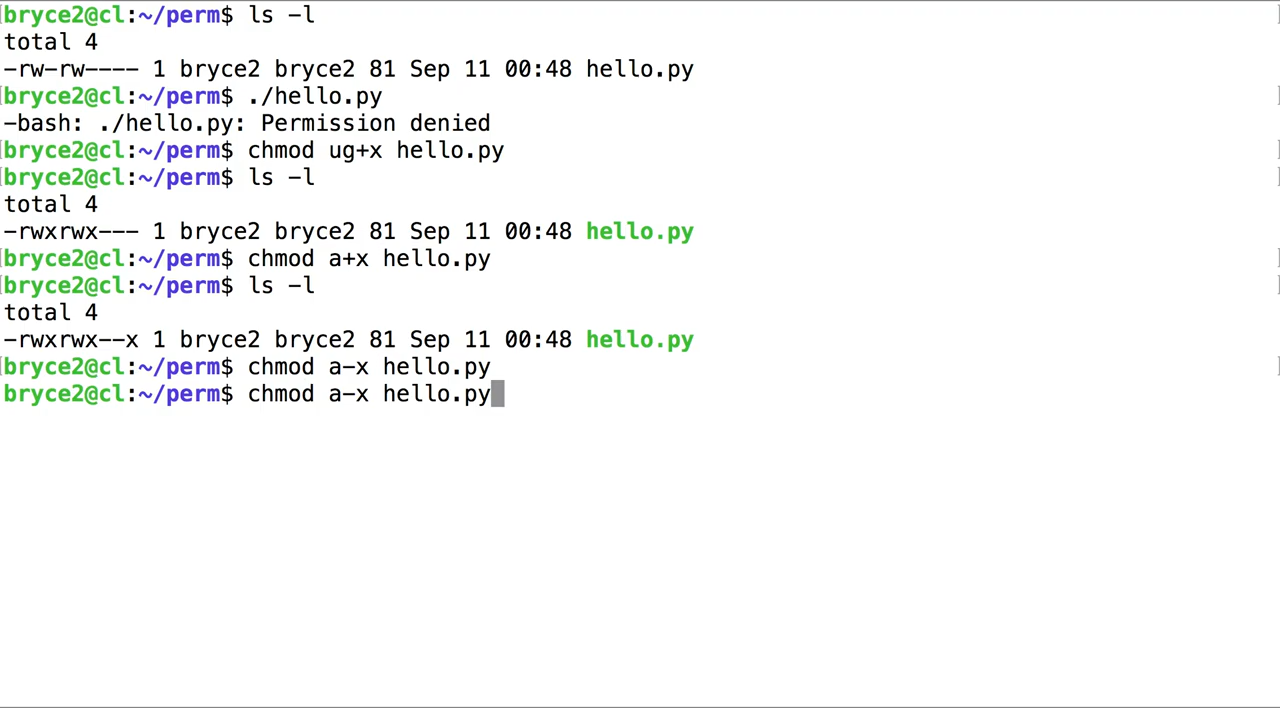 bryce2@cl:~/perm$ ls -l
total 4
-rw-rw---- 1 bryce2 bryce2 81 Sep 11 00:48 hello.py
bryce2@cl:~/perm$ ./hello.py
-bash: ./hello.py: Permission denied
bryce2@cl:~/perm$ chmod ug+x hello.py
bryce2@cl:~/perm$ ls -l
total 4
-rwxrwx--- 1 bryce2 bryce2 81 Sep 11 00:48 hello.py
bryce2@cl:~/perm$ chmod a+x hello.py
bryce2@cl:~/perm$ ls -l
total 4
-rwxrwx--x 1 bryce2 bryce2 81 Sep 11 00:48 hello.py
bryce2@cl:~/perm$ chmod a-x hello.py
bryce2@cl:~/perm$ chmod a-x hello.py